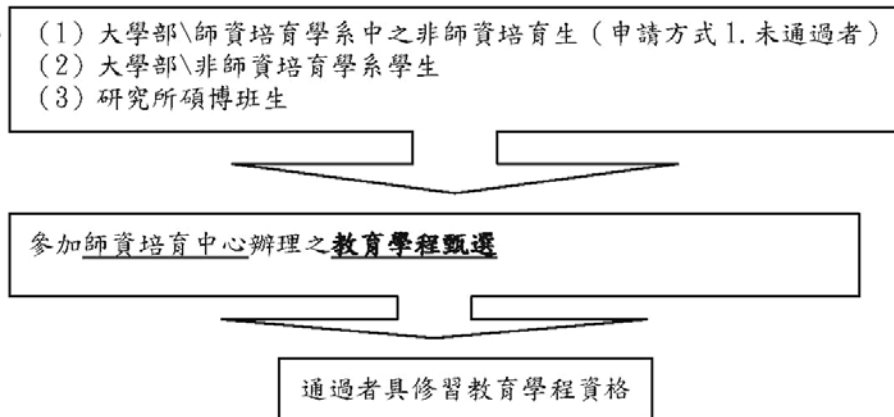 (1) 大學部\師資培育學系中之非師資培育生 (申請方式 1. 未通過者)
(2) 大學部\非師資培育學系學生
(3) 研究所碩博班生
參加師資培育中心辦理之教育學程甄選
通過者具修習教育學程資格